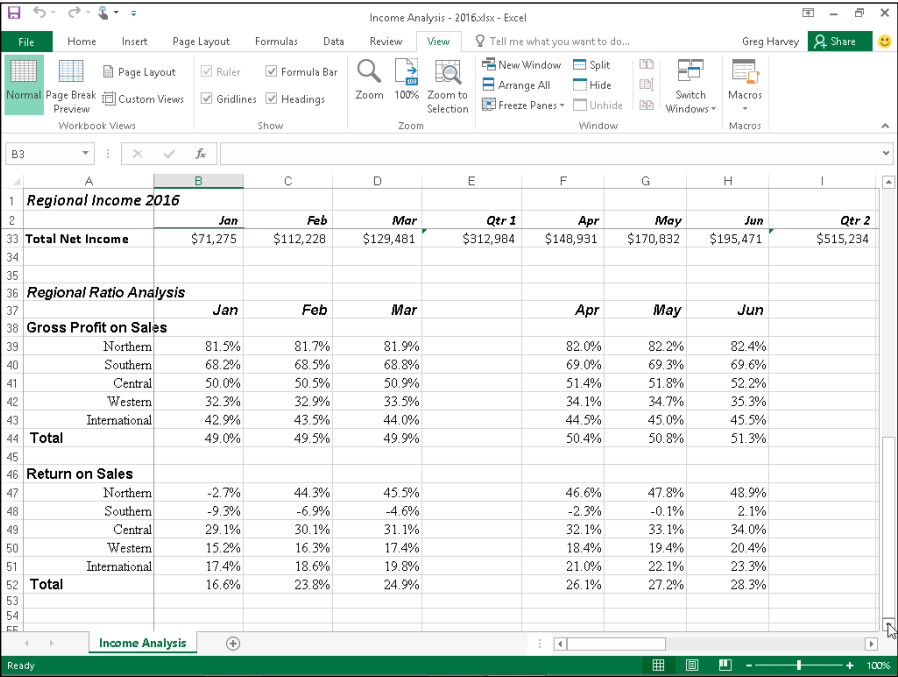 Income Analysis - 2016.xlsx - Excel
File Home Insert Page Layout Formulas Data Review View Tell me what you want to do... Greg Harvey Share
Normal Page Break Preview Page Layout Custom Views
Workbook Views
Ruler Formula Bar
Gridlines Headings
Show
Zoom 100% Zoom to Selection
100
Zoom
New Window Split
Arrange All Hide
Freeze Panes Unhide
Switch Windows
Window
Macros
Macros
B3 fx
A B C D E F G H I
1 Regional Income 2016
2 Jan Feb Mar Qtr 1 Apr May Jun Qtr 2
33 Total Net Income $71,275 $112,228 $129,481 $312,984 $148,931 $170,832 $195,471 $515,234
34
35
36 Regional Ratio Analysis
37 Jan Feb Mar Apr May Jun
38 Gross Profit on Sales
39 Northern 81.5% 81.7% 81.9% 82.0% 82.2% 82.4%
40 Southern 68.2% 68.5% 68.8% 69.0% 69.3% 69.6%
41 Central 50.0% 50.5% 50.9% 51.4% 51.8% 52.2%
42 Western 32.3% 32.9% 33.5% 34.1% 34.7% 35.3%
43 International 42.9% 43.5% 44.0% 44.5% 45.0% 45.5%
44 Total 49.0% 49.5% 49.9% 50.4% 50.8% 51.3%
45
46 Return on Sales
47 Northern -2.7% 44.3% 45.5% 46.6% 47.8% 48.9%
48 Southern -9.3% -6.9% -4.6% -2.3% -0.1% 2.1%
49 Central 29.1% 30.1% 31.1% 32.1% 33.1% 34.0%
50 Western 15.2% 16.3% 17.4% 18.4% 19.4% 20.4%
51 International 17.4% 18.6% 19.8% 21.0% 22.1% 23.3%
52 Total 16.6% 23.8% 24.9% 26.1% 27.2% 28.3%
53
54
55
Income Analysis
Ready 100%